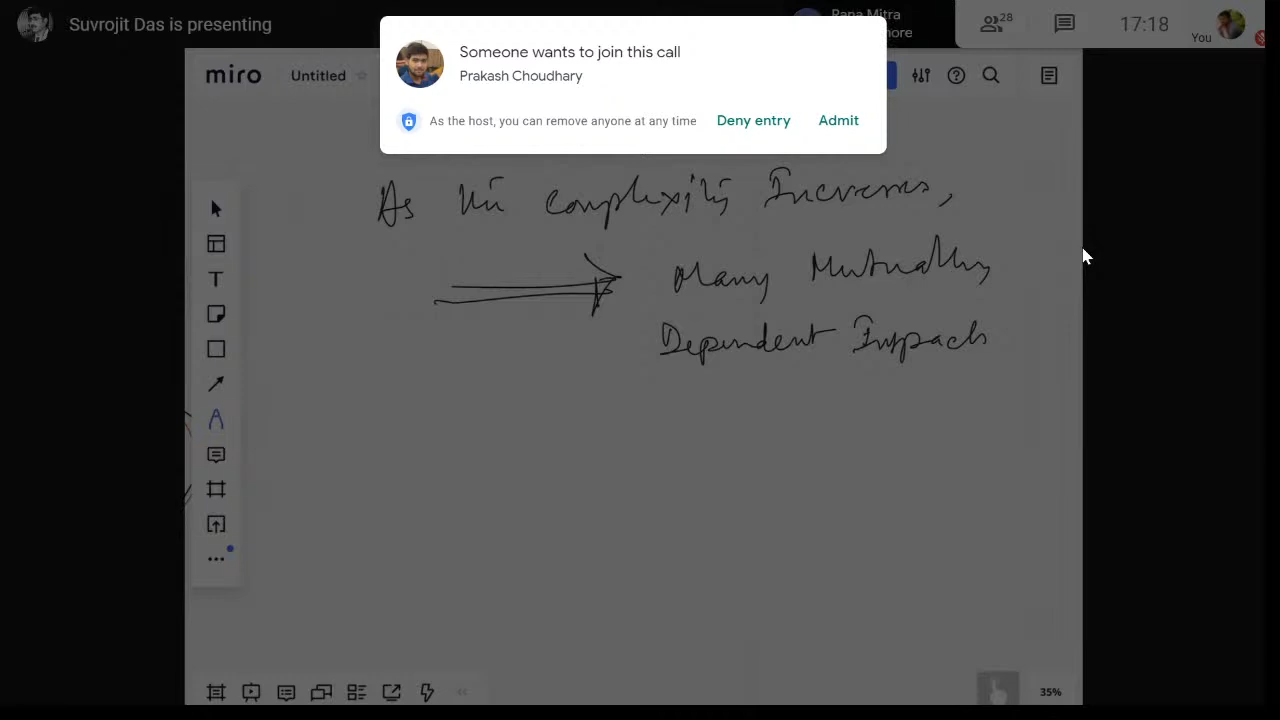 Suvrojit Das is presenting
Rana Mitra
more
28
17:18
You
Someone wants to join this call
Prakash Choudhary
As the host, you can remove anyone at any time
Deny entry
Admit
miro
Untitled
As the complexity Increases,
Many Mutually
Dependent Impacts
35%